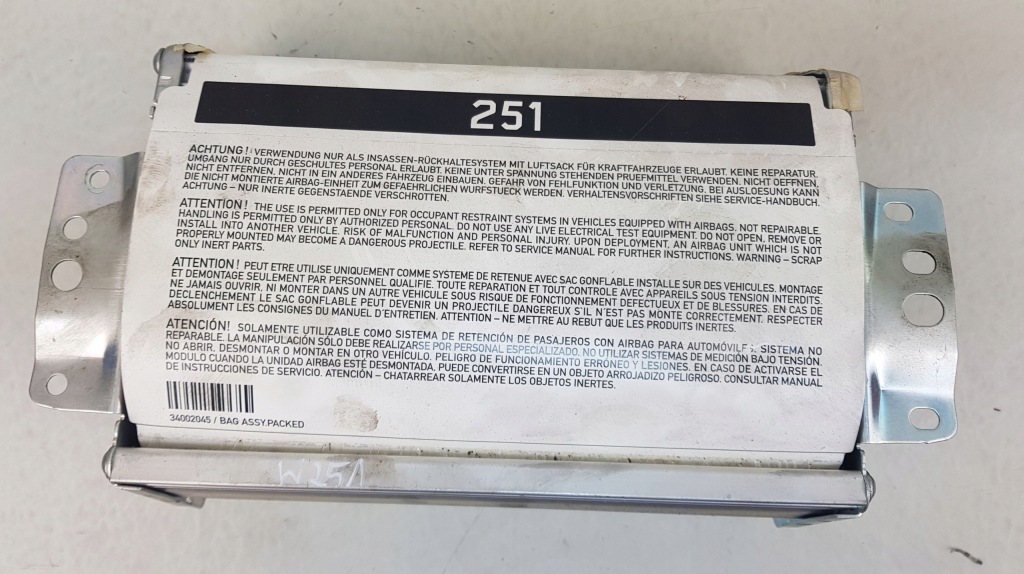 251
ACHTUNG! VERWENDUNG NUR ALS INSASSEN-RÜCKHALTESYSTEM MIT LUFTSACK FÜR KRAFTFAHRZEUGE ERLAUBT. KEINE REPARATUR.
UMGANG NUR DURCH GESCHULTES PERSONAL ERLAUBT. KEINE UNTER SPANNUNG STEHENDEN PRUEFMITTEL VERWENDEN. NICHT OEFFNEN,
NICHT ENTFERNEN. NICHT IN EIN ANDERES FAHRZEUG EINBAUEN. GEFAHR VON FEHLFUNKTION UND VERLETZUNG. BEI AUSLOESUNG KANN
DIE NICHT MONTIERTE AIRBAG-EINHEIT ZUM GEFAEHRLICHEN WURFSTUECK WERDEN. VERHALTENSVORSCHRIFTEN SIEHE SERVICE-HANDBUCH.
ACHTUNG – NUR INERTE GEGENSTAENDE VERSCHROTTEN.
ATTENTION! THE USE IS PERMITTED ONLY FOR OCCUPANT RESTRAINT SYSTEMS IN VEHICLES EQUIPPED WITH AIRBAGS. NOT REPAIRABLE.
HANDLING IS PERMITTED ONLY BY AUTHORIZED PERSONAL. DO NOT USE ANY LIVE ELECTRICAL TEST EQUIPMENT. DO NOT OPEN, REMOVE OR
INSTALL INTO ANOTHER VEHICLE. RISK OF MALFUNCTION AND PERSONAL INJURY. UPON DEPLOYMENT, AN AIRBAG UNIT WHICH IS NOT
PROPERLY MOUNTED MAY BECOME A DANGEROUS PROJECTILE. REFER TO SERVICE MANUAL FOR FURTHER INSTRUCTIONS. WARNING – SCRAP
ONLY INERT PARTS.
ATTENTION! PEUT ETRE UTILISE UNIQUEMENT COMME SYSTEME DE RETENUE AVEC SAC GONFLABLE INSTALLE SUR DES VEHICULES. MONTAGE
ET DEMONTAGE SEULEMENT PAR PERSONNEL QUALIFIE. TOUTE REPARATION ET TOUT CONTROLE AVEC APPAREILS SOUS TENSION INTERDITS.
NE JAMAIS OUVRIR, NI MONTER DANS UN AUTRE VEHICULE SOUS RISQUE DE FONCTIONNEMENT DEFECTUEUX ET DE BLESSURES. EN CAS DE
DECLENCHEMENT LE SAC GONFLABLE PEUT DEVENIR UN PROJECTILE DANGEREUX S'IL N'EST PAS MONTE CORRECTEMENT. RESPECTER
ABSOLUMENT LES CONSIGNES DU MANUEL D'ENTRETIEN. ATTENTION – NE METTRE AU REBUT QUE LES PRODUITS INERTES.
ATENCIÓN! SOLAMENTE UTILIZABLE COMO SISTEMA DE RETENCIÓN DE PASAJEROS CON AIRBAG PARA AUTOMÓVILES. SISTEMA NO
REPARABLE. LA MANIPULACIÓN SÓLO DEBE REALIZARSE POR PERSONAL ESPECIALIZADO. NO UTILIZAR SISTEMAS DE MEDICIÓN BAJO TENSIÓN.
NO ABRIR, DESMONTAR O MONTAR EN OTRO VEHÍCULO. PELIGRO DE FUNCIONAMIENTO ERRÓNEO Y LESIONES. EN CASO DE ACTIVARSE EL
MODULO CUANDO LA UNIDAD AIRBAG ESTÉ DESMONTADA, PUEDE CONVERTIRSE EN UN OBJETO ARROJADIZO PELIGROSO. CONSULTAR MANUAL
DE INSTRUCCIONES DE SERVICIO. ATENCIÓN – CHATARREAR SOLAMENTE LOS OBJETOS INERTES.
34002045 / BAG ASSY.PACKED
W251